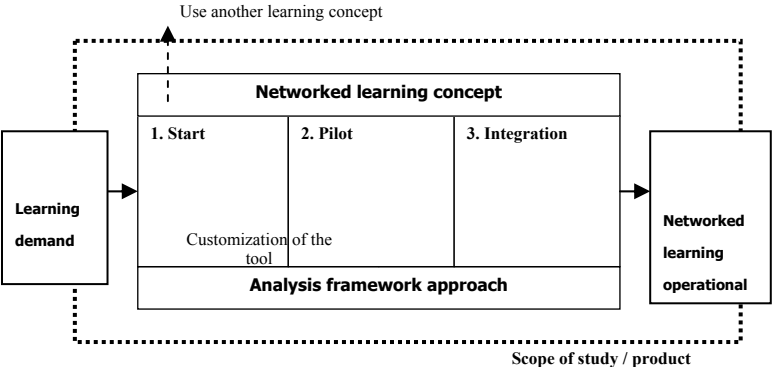 Use another learning concept
Networked learning concept
1. Start
2. Pilot
3. Integration
Learning
demand
Customization of the
tool
Networked
learning
operational
Analysis framework approach
Scope of study / product